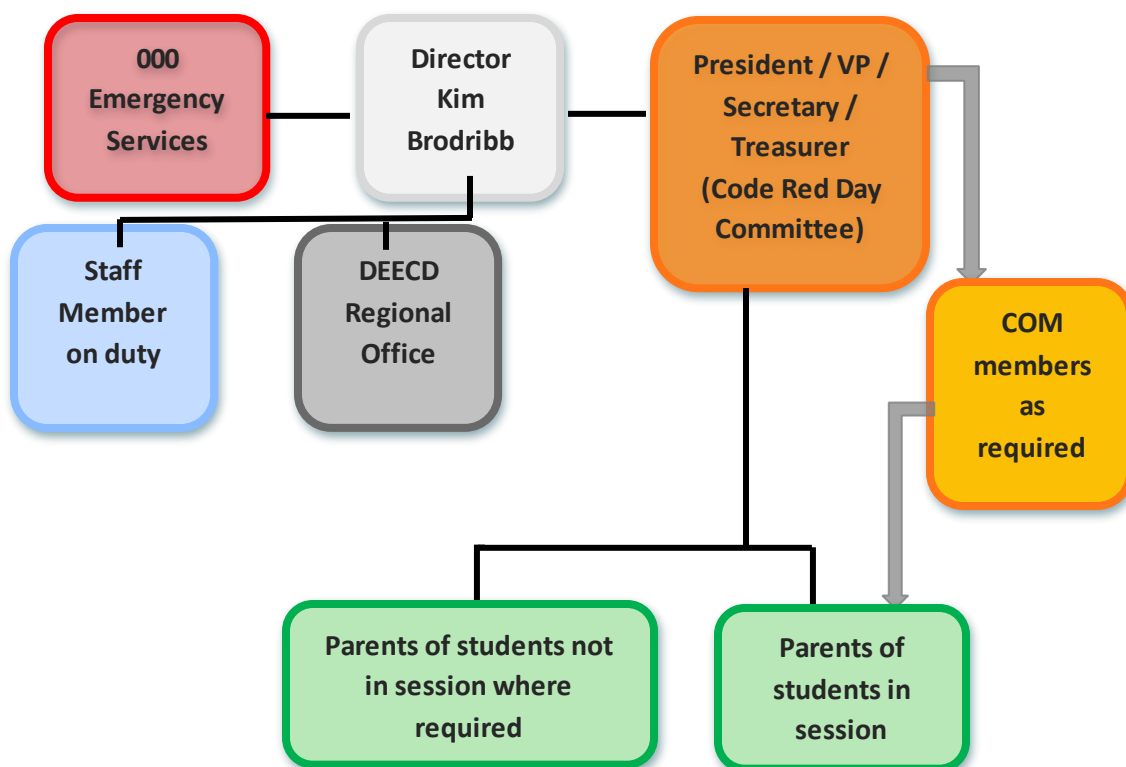 000
Emergency
Services
Director
Kim
Brodribb
President / VP /
Secretary /
Treasurer
(Code Red Day
Committee)
Staff
Member
on duty
DEECD
Regional
Office
COM
members
as
required
Parents of students not
in session where
required
Parents of
students in
session